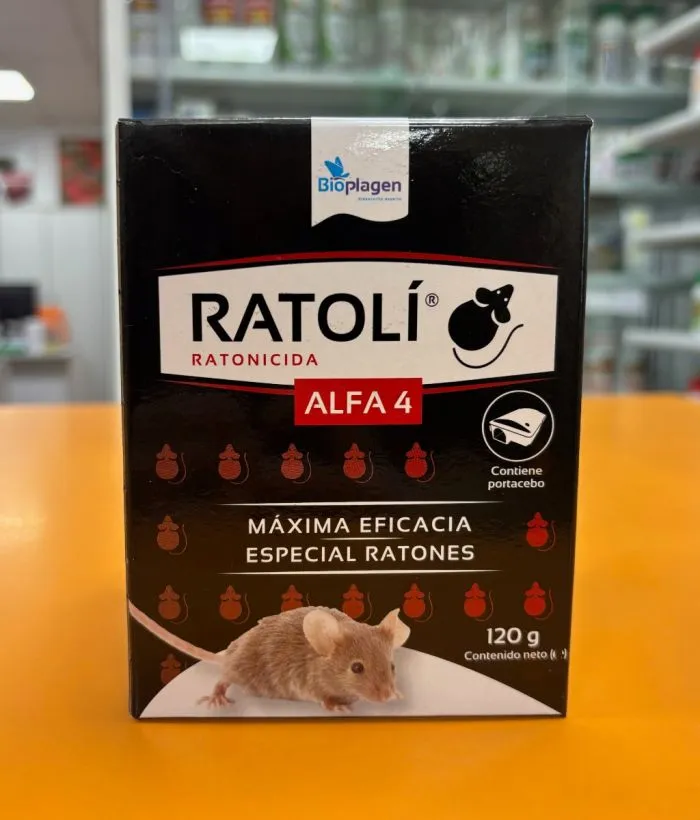 Bioplagen
RATOLÍ®
RATONICIDA
ALFA 4
Contiene
portacebo
MÁXIMA EFICACIA
ESPECIAL RATONES
120 g
Contenido neto